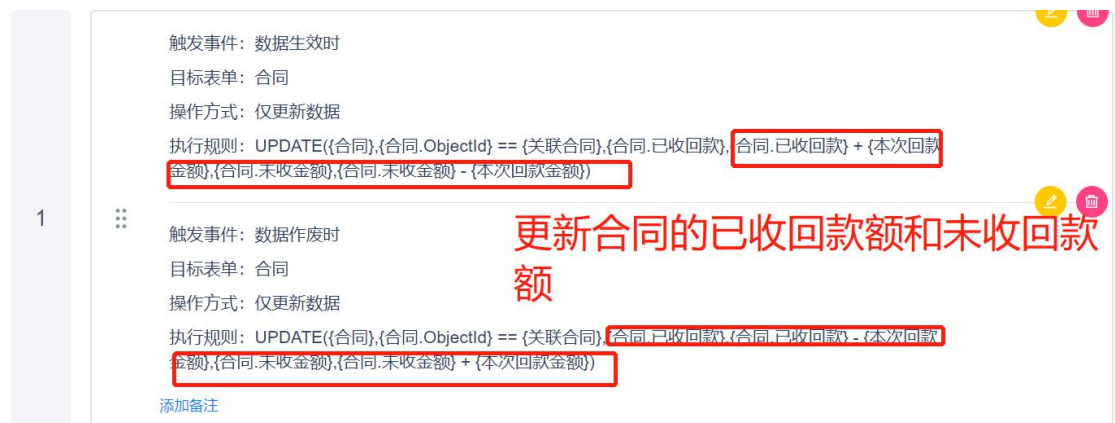 触发事件：数据生效时
目标表单：合同
操作方式：仅更新数据
执行规则：UPDATE({合同},{合同.ObjectId} == {关联合同},{合同.已收回款},{合同.已收回款} + {本次回款
金额},{合同.未收金额},{合同.未收金额} - {本次回款金额})
1
更新合同的已收回款额和未收回款
额
触发事件：数据作废时
目标表单：合同
操作方式：仅更新数据
执行规则：UPDATE({合同},{合同.ObjectId} == {关联合同},{合同.已收回款},{合同.已收回款} - {本次回款
金额},{合同.未收金额},{合同.未收金额} + {本次回款金额})
添加备注